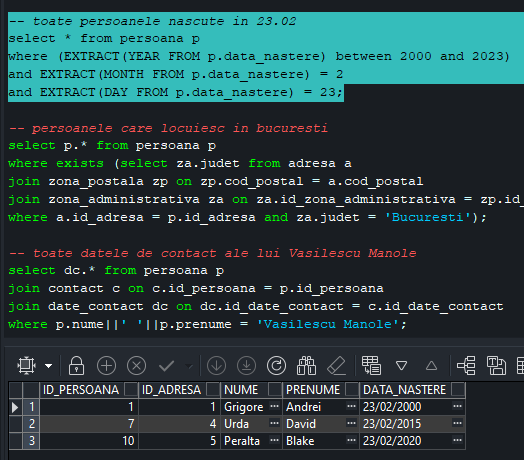 -- toate persoanele nascute in 23.02
select * from persoana p
where (EXTRACT(YEAR FROM p.data_nastere) between 2000 and 2023)
and EXTRACT(MONTH FROM p.data_nastere) = 2
and EXTRACT(DAY FROM p.data_nastere) = 23;
-- persoanele care locuiesc in bucuresti
select p.* from persoana p
where exists (select za.judet from adresa a
join zona_postala zp on zp.cod_postal = a.cod_postal
join zona_administrativa za on za.id_zona_administrativa = zp.id_
where a.id_adresa = p.id_adresa and za.judet = 'Bucuresti');
-- toate datele de contact ale lui Vasilescu Manole
select dc.* from persoana p
join contact c on c.id_persoana = p.id_persoana
join date_contact dc on dc.id_date_contact = c.id_date_contact
where p.nume||' '||p.prenume = 'Vasilescu Manole';
ID_PERSOANA ID_ADRESA NUME PRENUME DATA_NASTERE
1 1 1 Grigore ... Andrei ... 23/02/2000 ...
2 7 4 Urda ... David ... 23/02/2015 ...
3 10 5 Peralta ... Blake ... 23/02/2020 ...